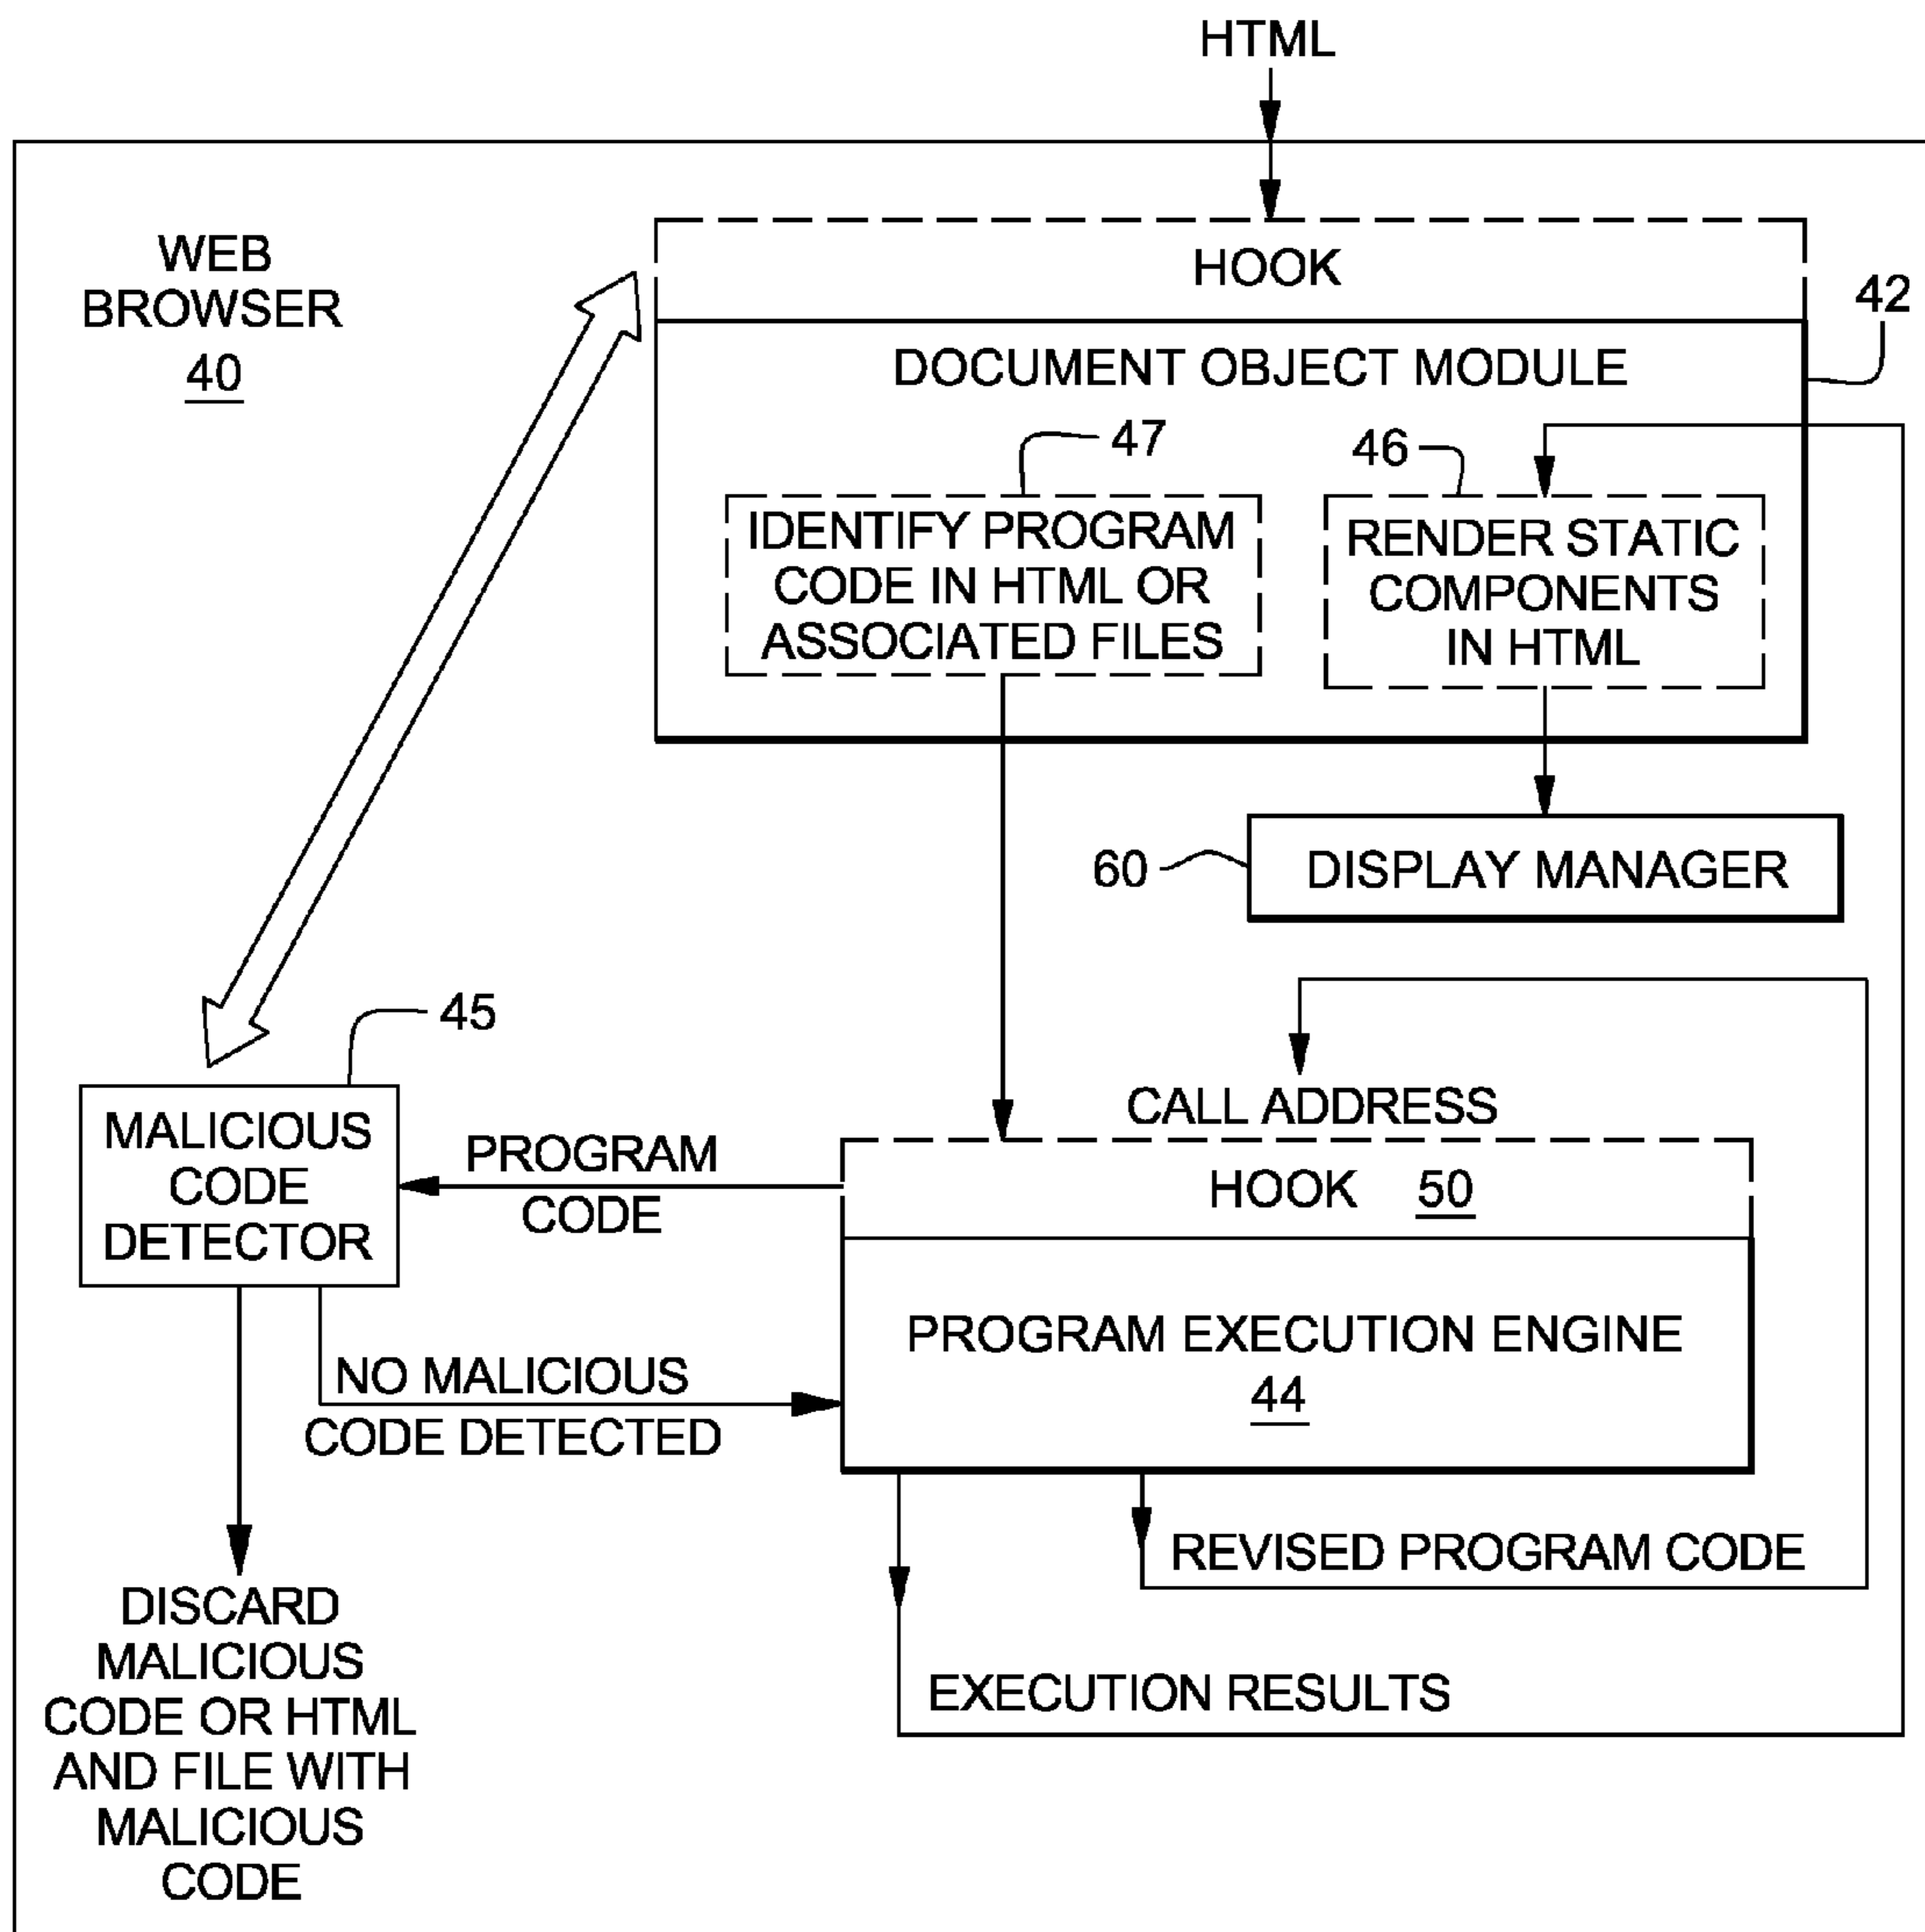 HTML
WEB
BROWSER
40
HOOK
42
DOCUMENT OBJECT MODULE
47
46
IDENTIFY PROGRAM
CODE IN HTML OR
ASSOCIATED FILES
RENDER STATIC
COMPONENTS
IN HTML
60
DISPLAY MANAGER
45
CALL ADDRESS
MALICIOUS
CODE
DETECTOR
PROGRAM
CODE
HOOK 50
PROGRAM EXECUTION ENGINE
44
NO MALICIOUS
CODE DETECTED
REVISED PROGRAM CODE
EXECUTION RESULTS
DISCARD
MALICIOUS
CODE OR HTML
AND FILE WITH
MALICIOUS
CODE